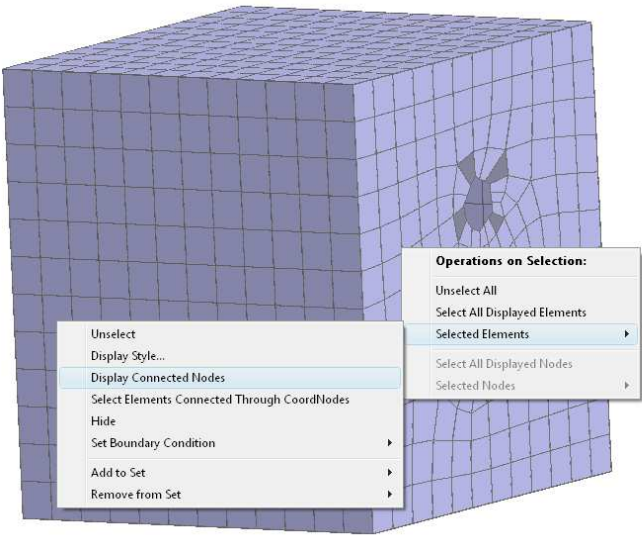 Operations on Selection:
Unselect All
Select All Displayed Elements
Selected Elements
Select All Displayed Nodes
Selected Nodes
Unselect
Display Style...
Display Connected Nodes
Select Elements Connected Through CoordNodes
Hide
Set Boundary Condition
Add to Set
Remove from Set